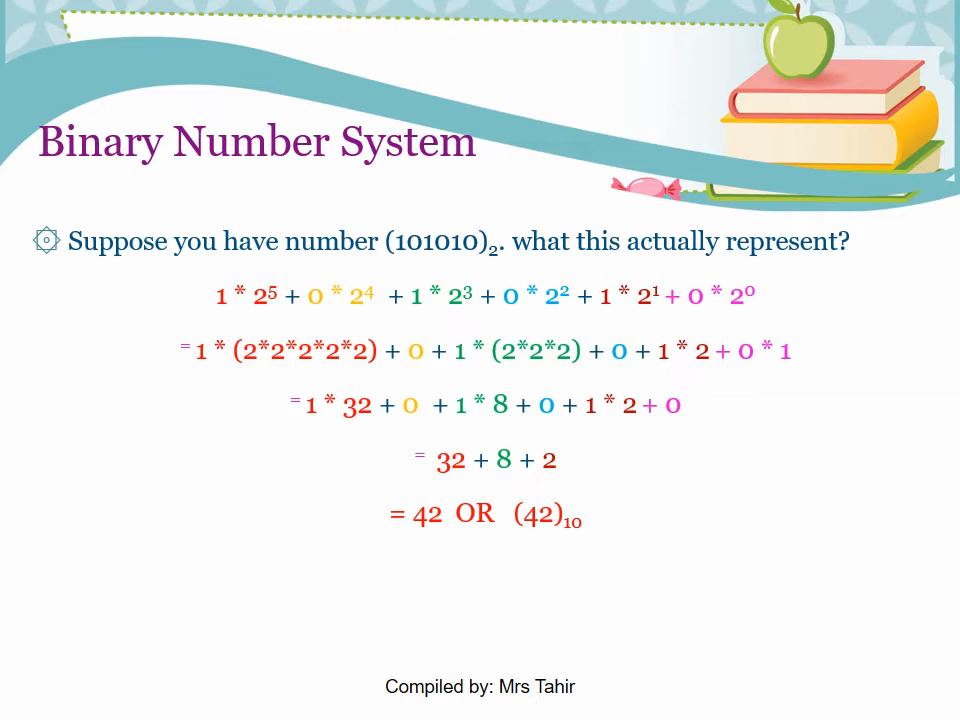 Binary Number System
Suppose you have number (101010)₂. what this actually represent?
1 * 2⁵ + 0 * 2⁴ + 1 * 2³ + 0 * 2² + 1 * 2¹ + 0 * 2⁰
= 1 * (2*2*2*2*2) + 0 + 1 * (2*2*2) + 0 + 1 * 2 + 0 * 1
= 1 * 32 + 0 + 1 * 8 + 0 + 1 * 2 + 0
= 32 + 8 + 2
= 42 OR (42)₁₀
Compiled by: Mrs Tahir